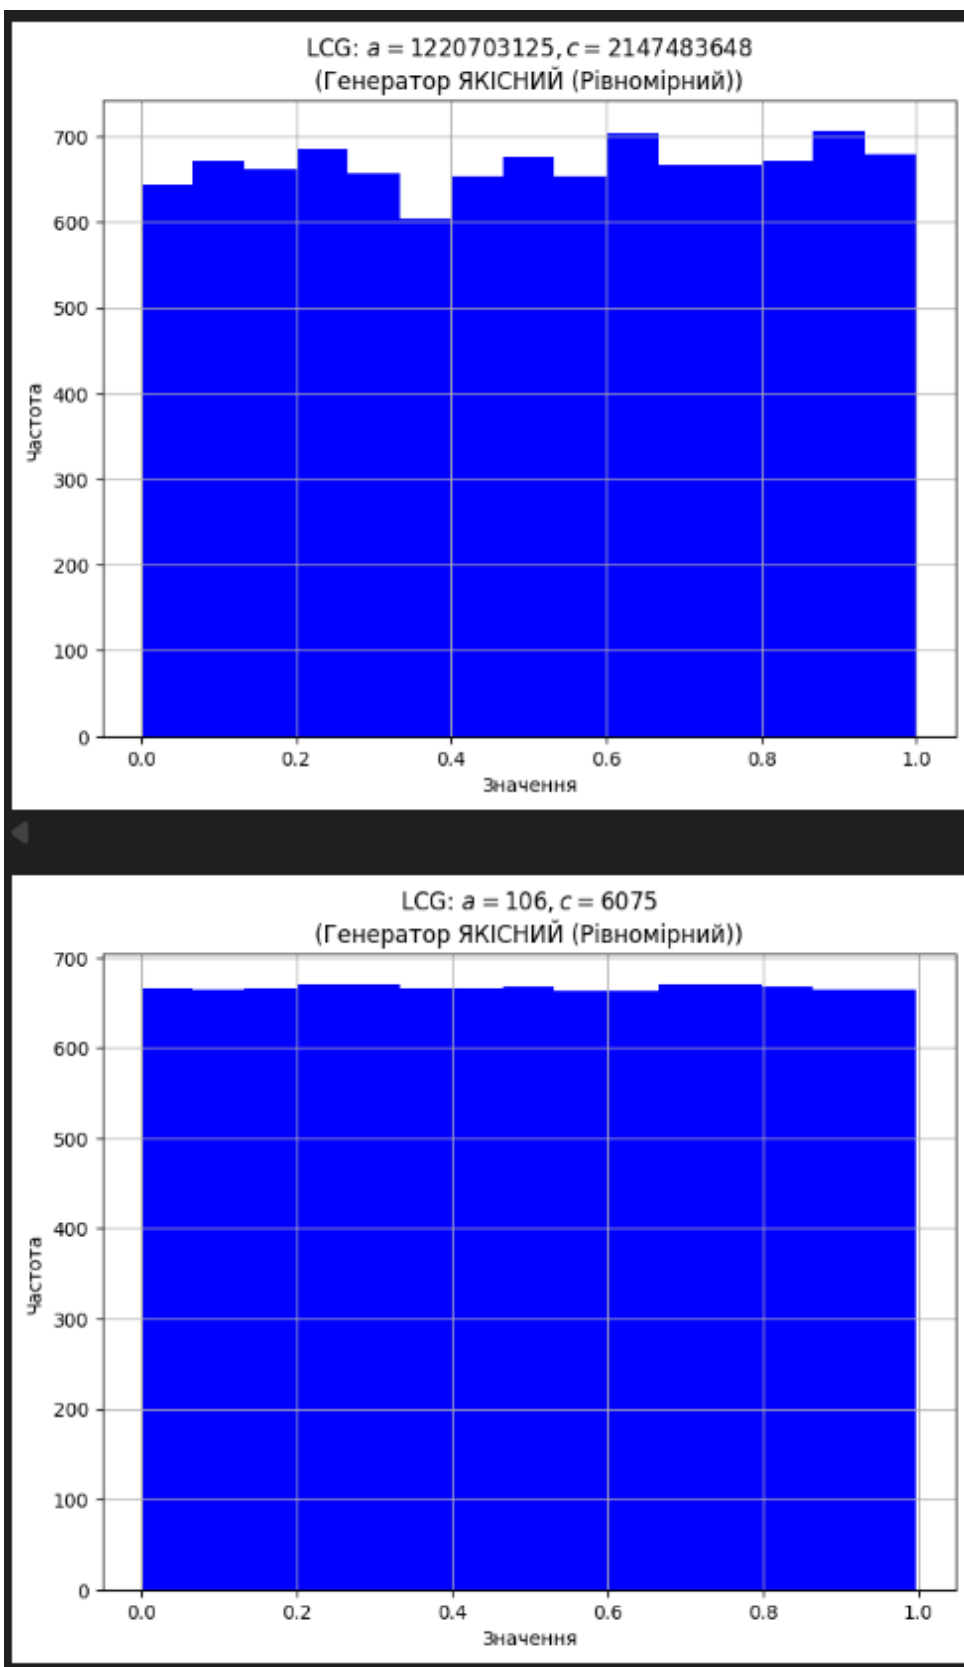 LCG: a = 1220703125, c = 2147483648
(Генератор ЯКІСНИЙ (Рівномірний))
700
600
500
400
300
200
100
0
Частота
0.0 0.2 0.4 0.6 0.8 1.0
Значення
LCG: a = 106, c = 6075
(Генератор ЯКІСНИЙ (Рівномірний))
700
600
500
400
300
200
100
0
Частота
0.0 0.2 0.4 0.6 0.8 1.0
Значення